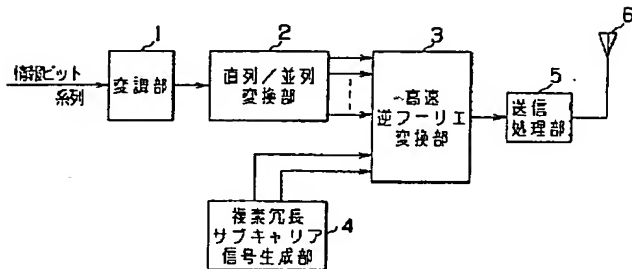 1
2
3
6
情報ビット
系列
変調部
直列/並列
変換部
高速
逆フーリエ
変換部
5
送信
処理部
複素冗長
サブキャリア
信号生成部
4